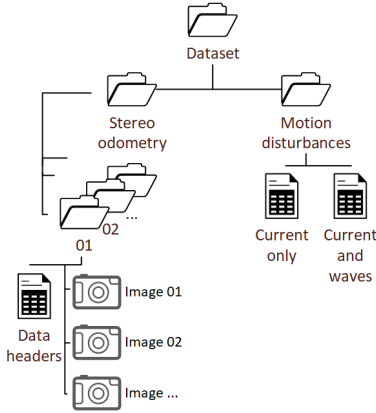 Dataset
Stereo
odometry
Motion
disturbances
01
02
...
Current
only
Current
and
waves
Data
headers
Image 01
Image 02
Image ...